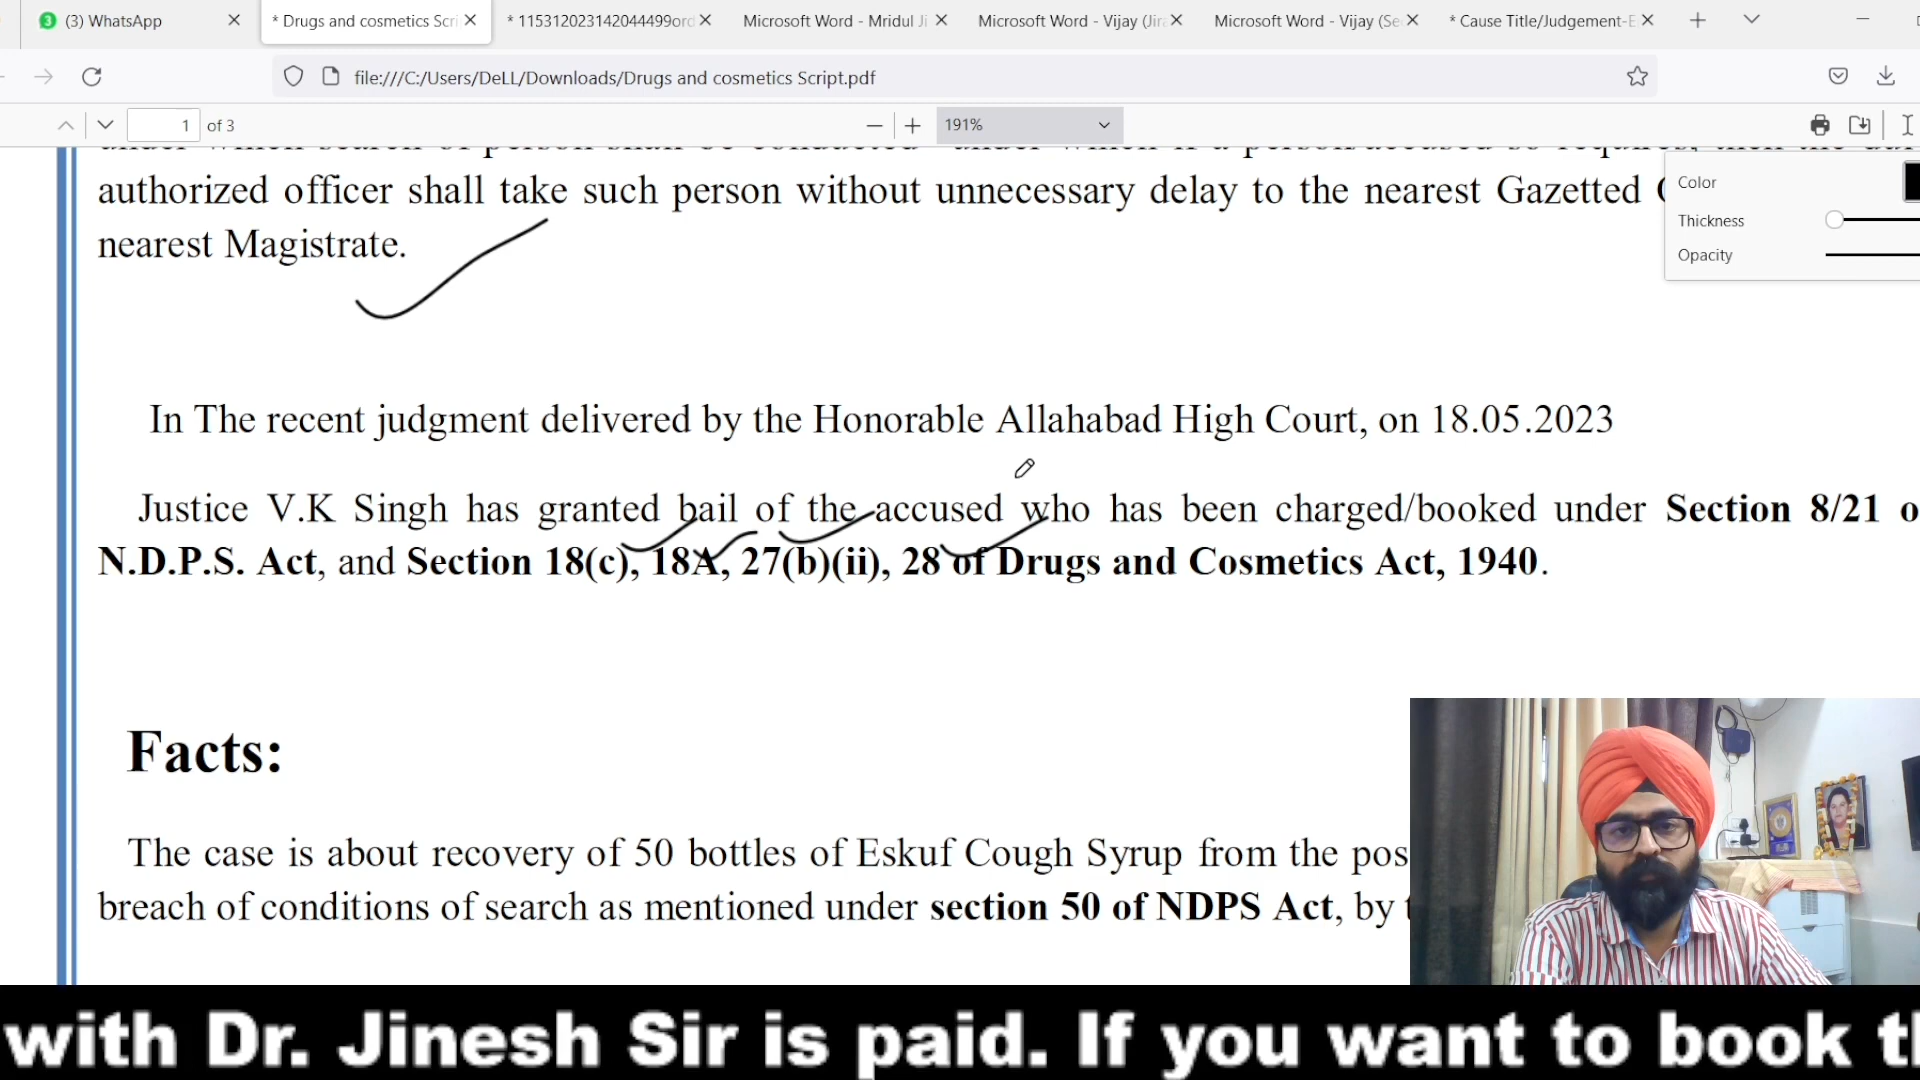 (3) WhatsApp
* Drugs and cosmetics Scri
* 115312023142044499ord
Microsoft Word - Mridul Ji
Microsoft Word - Vijay (Jira
Microsoft Word - Vijay (Se
* Cause Title/Judgement-E
file:///C:/Users/DeLL/Downloads/Drugs and cosmetics Script.pdf
1 of 3
191%
Color
Thickness
Opacity
authorized officer shall take such person without unnecessary delay to the nearest Gazetted
nearest Magistrate.
In The recent judgment delivered by the Honorable Allahabad High Court, on 18.05.2023
Justice V.K Singh has granted bail of the accused who has been charged/booked under Section 8/21 o
N.D.P.S. Act, and Section 18(c), 18A, 27(b)(ii), 28 of Drugs and Cosmetics Act, 1940.
Facts:
The case is about recovery of 50 bottles of Eskuf Cough Syrup from the pos
breach of conditions of search as mentioned under section 50 of NDPS Act, by
with Dr. Jinesh Sir is paid. If you want to book